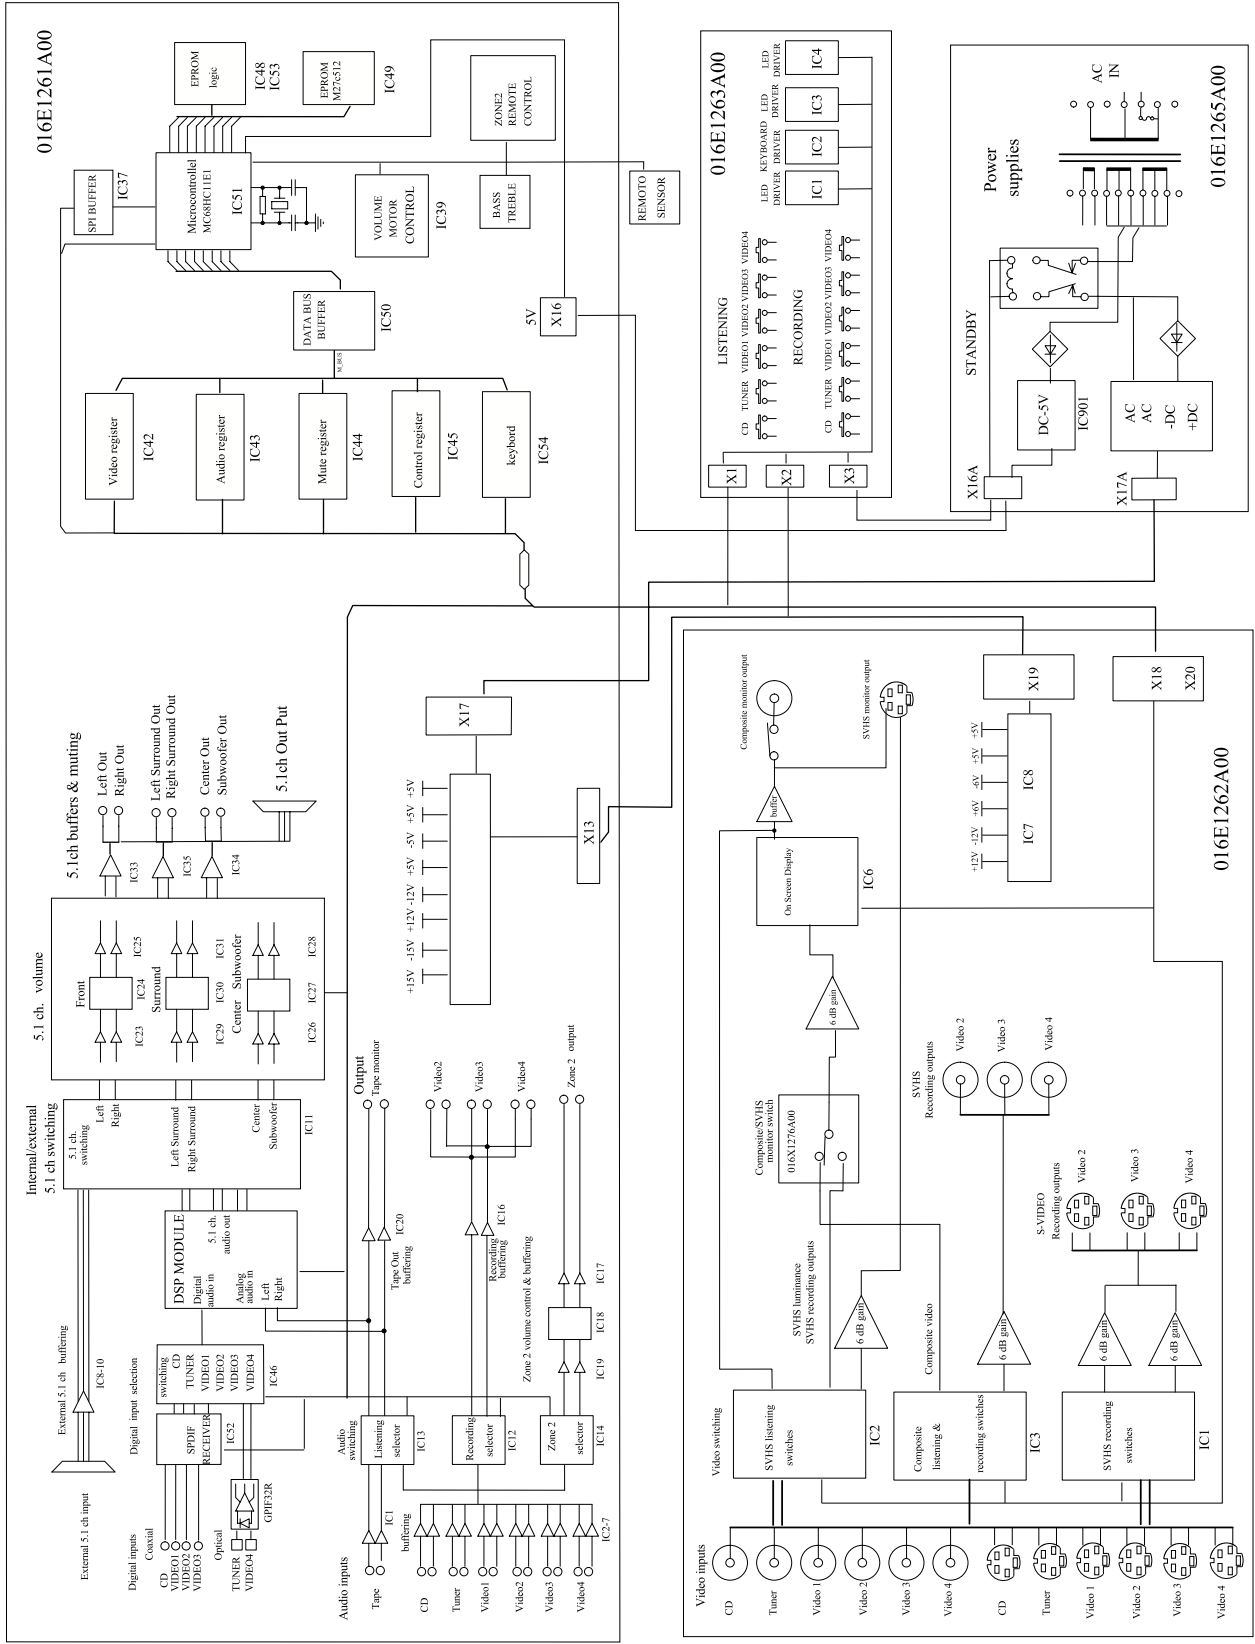 016E1261A00
EPROM
logic
IC48
IC53
EPROM
M27c512
IC49
ZONE2
REMOTE
CONTROL
SPI BUFFER
IC37
Microcontrollel
MC68HC11E1
IC51
VOLUME
MOTOR
CONTROL
IC39
BASS
TREBLE
REMOTO
SENSOR
DATA BUS
BUFFER
IC50
M_BUS
5V
X16
Video register
IC42
Audio register
IC43
Mute register
IC44
Control register
IC45
keybord
IC54
5.1ch buffers & muting
Left Out
Right Out
Left Surround Out
Right Surround Out
Center Out
Subwoofer Out
5.1ch Out Put
IC33
IC35
IC34
5.1 ch. volume
Front
IC25
IC24
IC23
Surround
IC31
IC30
IC29
Center Subwoofer
IC28
IC27
IC26
Internal/external
5.1 ch switching
5.1 ch.
switching
Left
Right
Left Surround
Right Surround
Center
Subwoofer
IC11
DSP MODULE
5.1 ch.
audio out
Digital
audio in
Analog
audio in
Left
Right
External 5.1 ch buffering
IC8-10
External 5.1 ch input
Digital input selection
switching
CD
TUNER
VIDEO1
VIDEO2
VIDEO3
VIDEO4
IC46
SPDIF
RECEIVER
IC52
Digital inputs
Coaxial
CD
VIDEO1
VIDEO2
VIDEO3
Optical
TUNER
VIDEO4
GPIF32R
X17
+15V
-15V
+12V
-12V
+5V
-5V
+5V
+5V
X13
Output
Tape monitor
Video2
Video3
Video4
Zone 2 output
IC20
Tape Out
buffering
IC16
Recording
buffering
Zone 2 volume control & buffering
IC17
IC18
IC19
Audio
switching
Listening
selector
IC13
Recording
selector
IC12
Zone 2
selector
IC14
Audio inputs
Tape
IC1
buffering
CD
Tuner
Video1
Video2
Video3
Video4
IC2-7
016E1263A00
LED
DRIVER
IC4
LED
DRIVER
IC3
KEYBOARD
DRIVER
IC2
LED
DRIVER
IC1
LISTENING
CD TUNER VIDEO1 VIDEO2 VIDEO3 VIDEO4
RECORDING
CD TUNER VIDEO1 VIDEO2 VIDEO3 VIDEO4
X1
X2
X3
016E1265A00
AC
IN
Power
supplies
STANDBY
DC-5V
IC901
AC
AC
-DC
+DC
X16A
X17A
016E1262A00
X19
X18
X20
+5V
+5V
-6V
+6V
-12V
+12V
IC8
IC7
Composite monitor output
SVHS monitor output
buffer
On Screen Display
IC6
6 dB gain
Composite/SVHS
monitor switch
016X1276A00
SVHS
Recording outputs
Video 2
Video 3
Video 4
S-VIDEO
Recording outputs
Video 2
Video 3
Video 4
SVHS luminance
SVHS recording outputs
Composite video
6 dB gain
6 dB gain
6 dB gain
6 dB gain
Video switching
SVHS listening
switches
IC2
Composite
listening &
recording switches
IC3
SVHS recording
switches
IC1
Video inputs
CD
Tuner
Video 1
Video 2
Video 3
Video 4
CD
Tuner
Video 1
Video 2
Video 3
Video 4